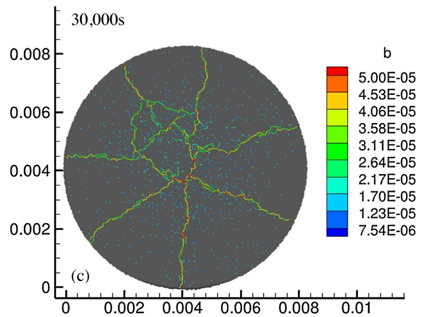 30,000s
0.008
0.006
0.004
0.002
0
(c)
0 0.002 0.004 0.006 0.008 0.01
b
5.00E-05
4.53E-05
4.06E-05
3.58E-05
3.11E-05
2.64E-05
2.17E-05
1.70E-05
1.23E-05
7.54E-06